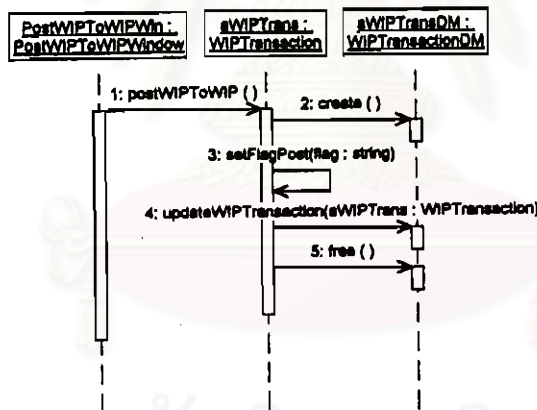 PostWIPToWIPWin :
PostWIPToWIPWindow
aWIPTrans :
WIPTransaction
aWIPTransDM :
WIPTransactionDM
1: postWIPToWIP ( )
2: create ( )
3: setFlagPost(flag : string)
4: updateWIPTransaction(aWIPTrans : WIPTransaction)
5: free ( )